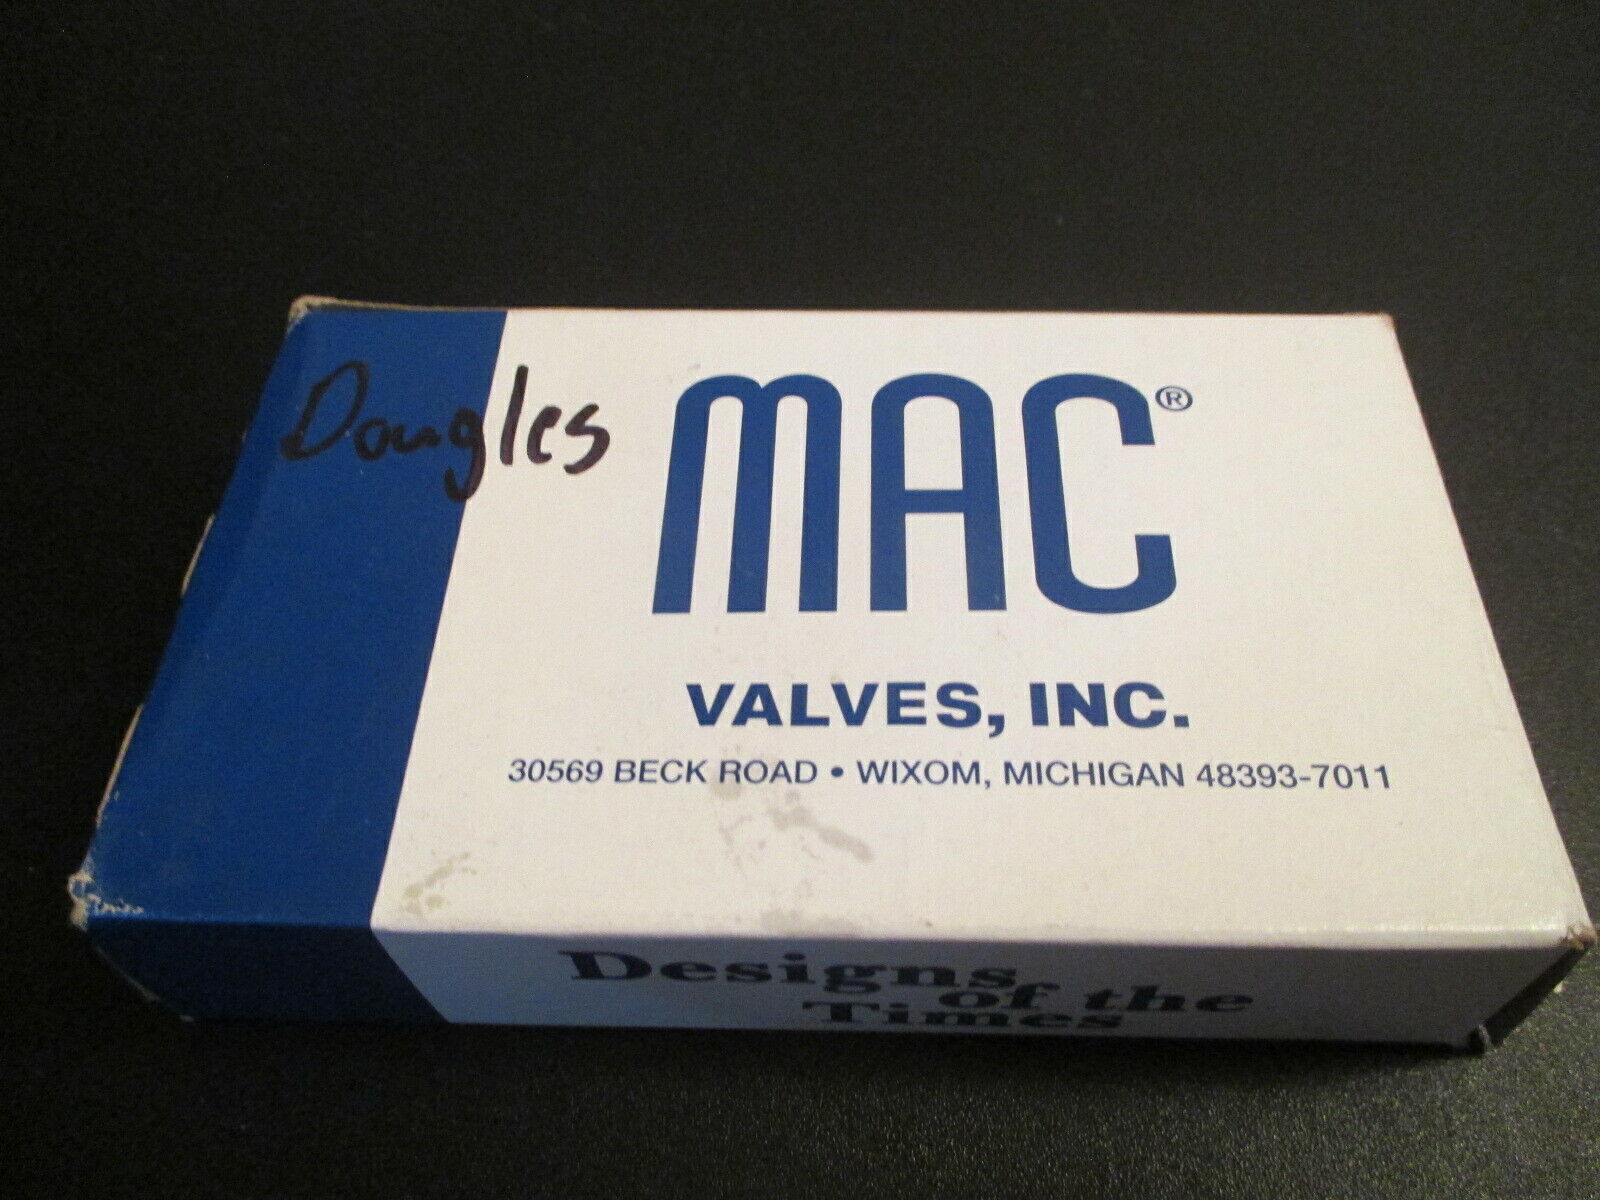 Dougles
MAC®
VALVES, INC.
30569 BECK ROAD • WIXOM, MICHIGAN 48393-7011
Designs
of the
Times